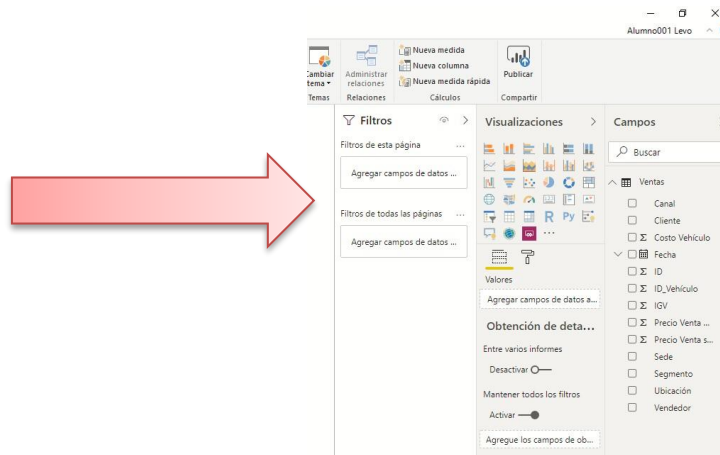 Alumno001 Levo
Cambiar tema
Administrar relaciones
Nueva medida
Nueva columna
Nueva medida rápida
Publicar
Temas
Relaciones
Cálculos
Compartir
Filtros
Filtros de esta página ...
Agregar campos de datos ...
Filtros de todas las páginas ...
Agregar campos de datos ...
Visualizaciones
R Py
...
Valores
Agregar campos de datos a...
Obtención de deta...
Entre varios informes
Desactivar
Mantener todos los filtros
Activar
Agregue los campos de ob...
Campos
Buscar
Ventas
Canal
Cliente
Σ Costo Vehículo
Fecha
Σ ID
Σ ID_Vehículo
Σ IGV
Σ Precio Venta ...
Σ Precio Venta s...
Sede
Segmento
Ubicación
Vendedor